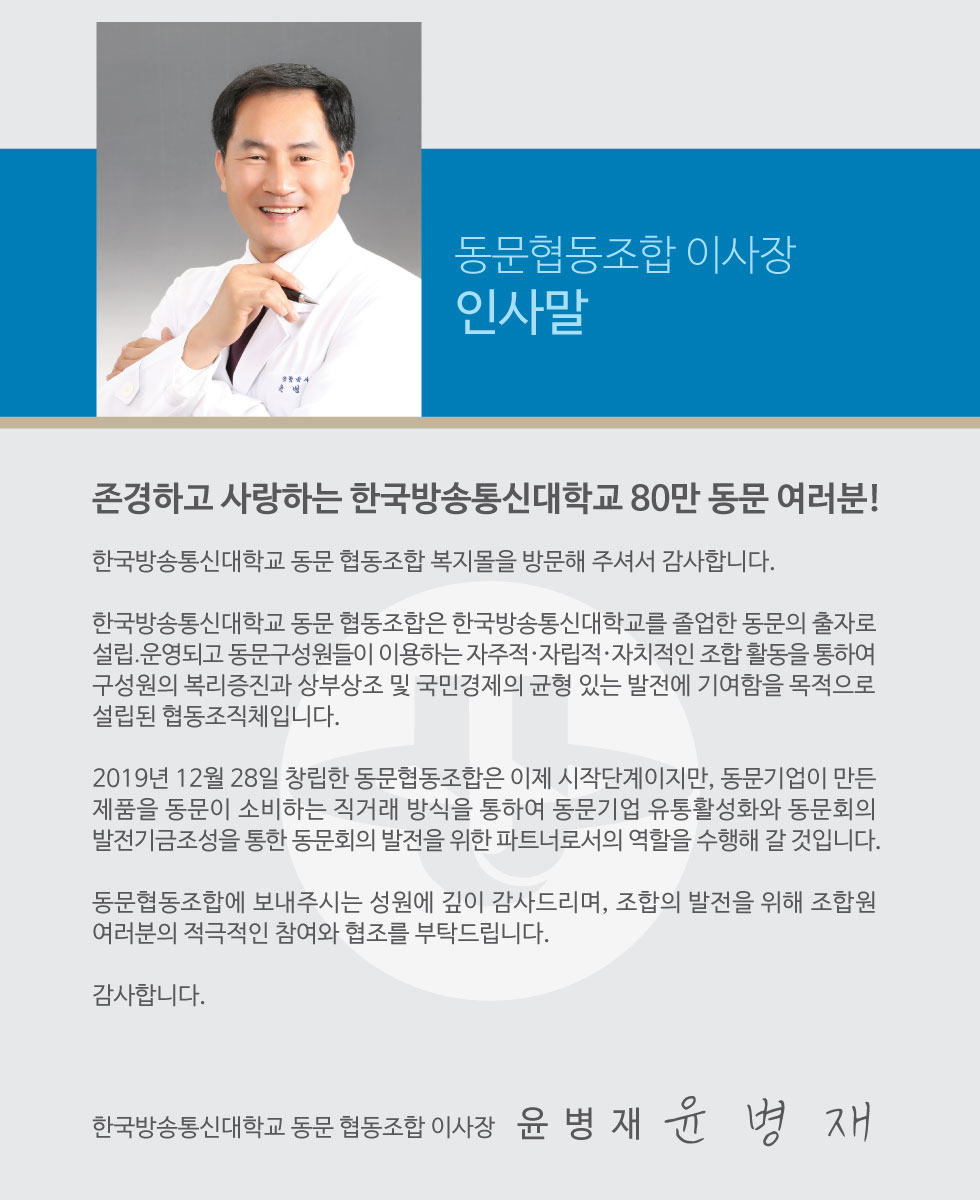 동문협동조합 이사장
인사말
존경하고 사랑하는 한국방송통신대학교 80만 동문 여러분!
한국방송통신대학교 동문 협동조합 복지몰을 방문해 주셔서 감사합니다.
한국방송통신대학교 동문 협동조합은 한국방송통신대학교를 졸업한 동문의 출자로
설립.운영되고 동문구성원들이 이용하는 자주적·자립적·자치적인 조합 활동을 통하여
구성원의 복리증진과 상부상조 및 국민경제의 균형 있는 발전에 기여함을 목적으로
설립된 협동조직체입니다.
2019년 12월 28일 창립한 동문협동조합은 이제 시작단계이지만, 동문기업이 만든
제품을 동문이 소비하는 직거래 방식을 통하여 동문기업 유통활성화와 동문회의
발전기금조성을 통한 동문회의 발전을 위한 파트너로서의 역할을 수행해 갈 것입니다.
동문협동조합에 보내주시는 성원에 깊이 감사드리며, 조합의 발전을 위해 조합원
여러분의 적극적인 참여와 협조를 부탁드립니다.
감사합니다.
한국방송통신대학교 동문 협동조합 이사장 윤 병 재 윤 병 재